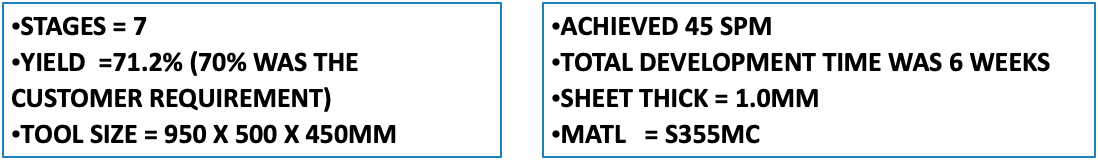 •STAGES = 7
•YIELD  =71.2% (70% WAS THE
CUSTOMER REQUIREMENT)
•TOOL SIZE = 950 X 500 X 450MM
•ACHIEVED 45 SPM
•TOTAL DEVELOPMENT TIME WAS 6 WEEKS
•SHEET THICK = 1.0MM
•MATL   = S355MC